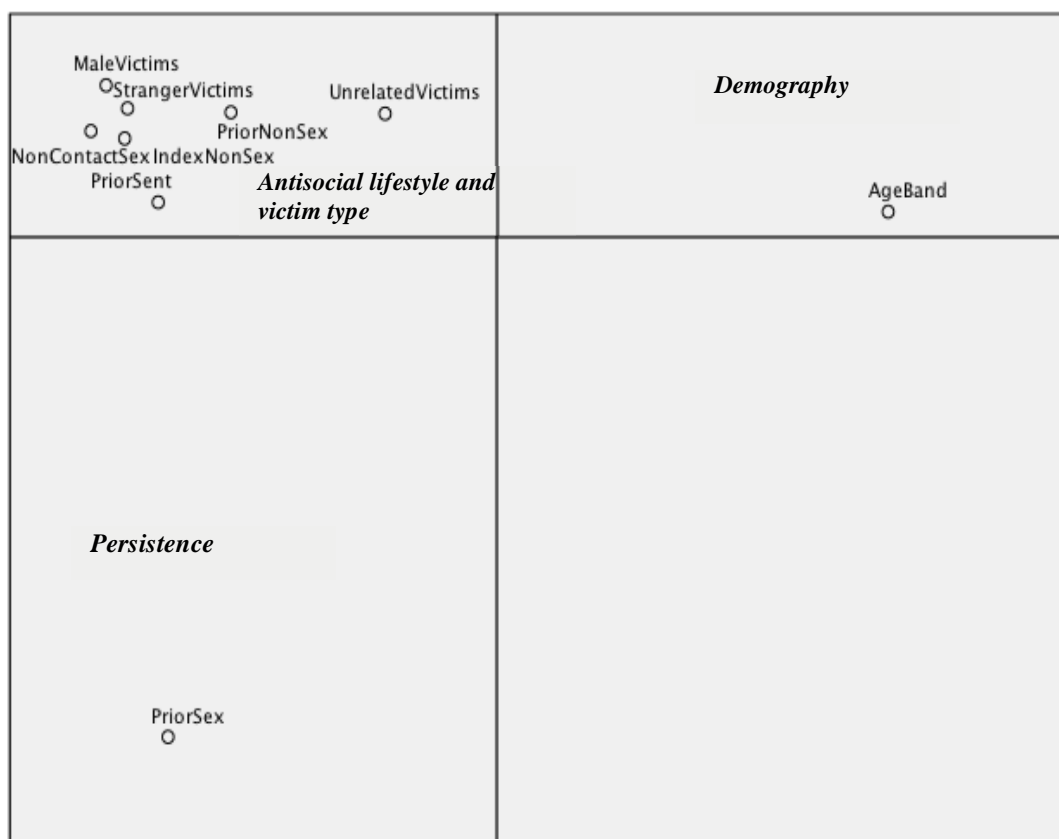 MaleVictims
StrangerVictims
UnrelatedVictims
PriorNonSex
NonContactSex
IndexNonSex
PriorSent
Antisocial lifestyle and
victim type
Demography
AgeBand
Persistence
PriorSex